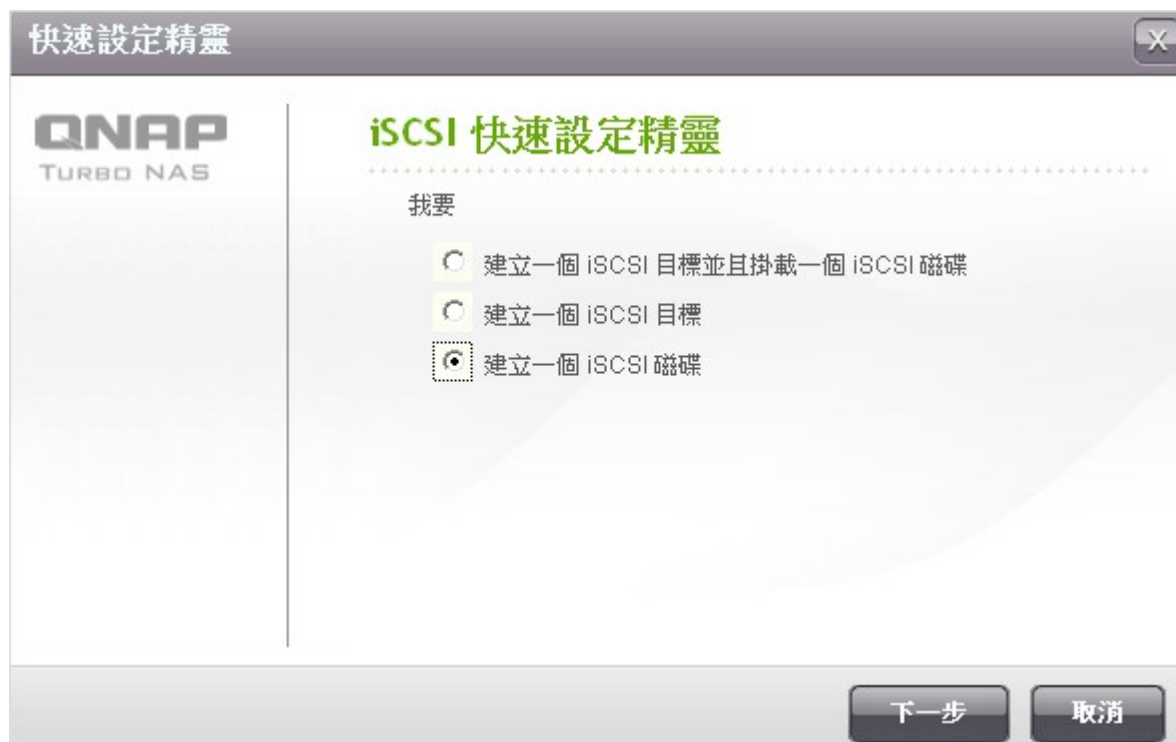 快速設定精靈
X
QNAP
TURBO NAS
iSCSI 快速設定精靈
我要
建立一個 iSCSI 目標並且掛載一個 iSCSI 磁碟
建立一個 iSCSI 目標
建立一個 iSCSI 磁碟
下一步
取消